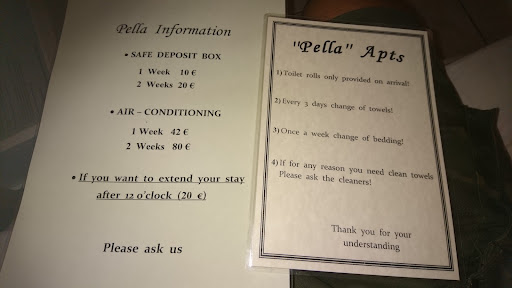 Pella Information
• SAFE DEPOSIT BOX
1 Week 10 €
2 Weeks 20 €
• AIR – CONDITIONING
1 Week 42 €
2 Weeks 80 €
• If you want to extend your stay
after 12 o'clock (20 €)
Please ask us
"Pella" Apts
1) Toilet rolls only provided on arrival!
2) Every 3 days change of towels!
3) Once a week change of bedding!
4) If for any reason you need clean towels
Please ask the cleaners!
Thank you for your
understanding